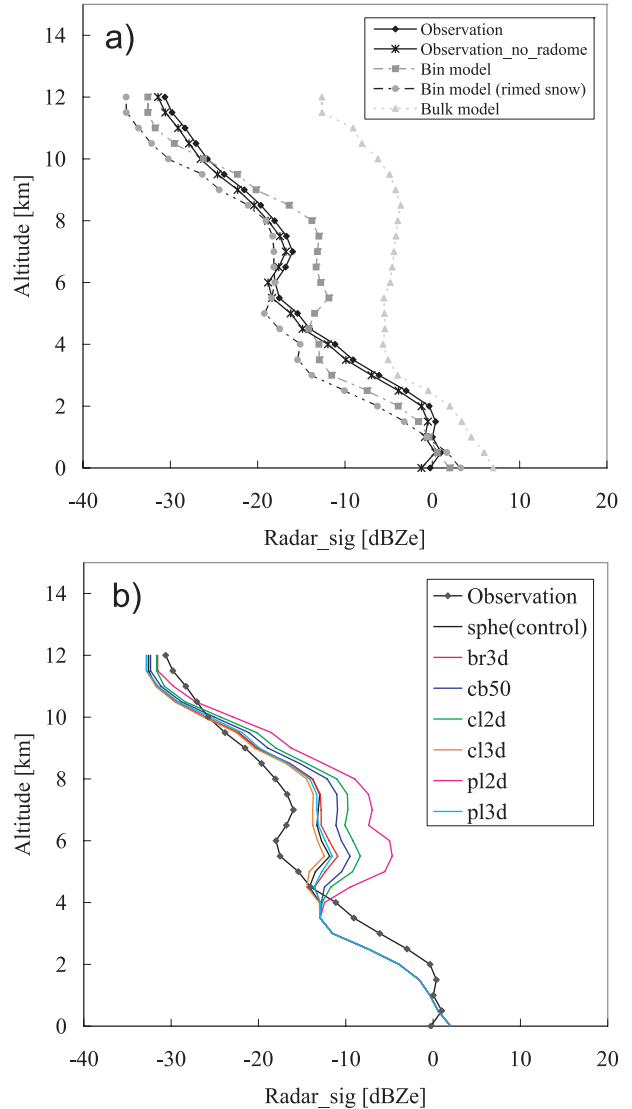 a)
Observation
Observation_no_radome
Bin model
Bin model (rimed snow)
Bulk model
14
12
10
8
6
4
2
0
Altitude [km]
-40
-30
-20
-10
0
10
20
Radar_sig [dBZe]
b)
Observation
sphe(control)
br3d
cb50
cl2d
cl3d
pl2d
pl3d
14
12
10
8
6
4
2
0
Altitude [km]
-40
-30
-20
-10
0
10
20
Radar_sig [dBZe]